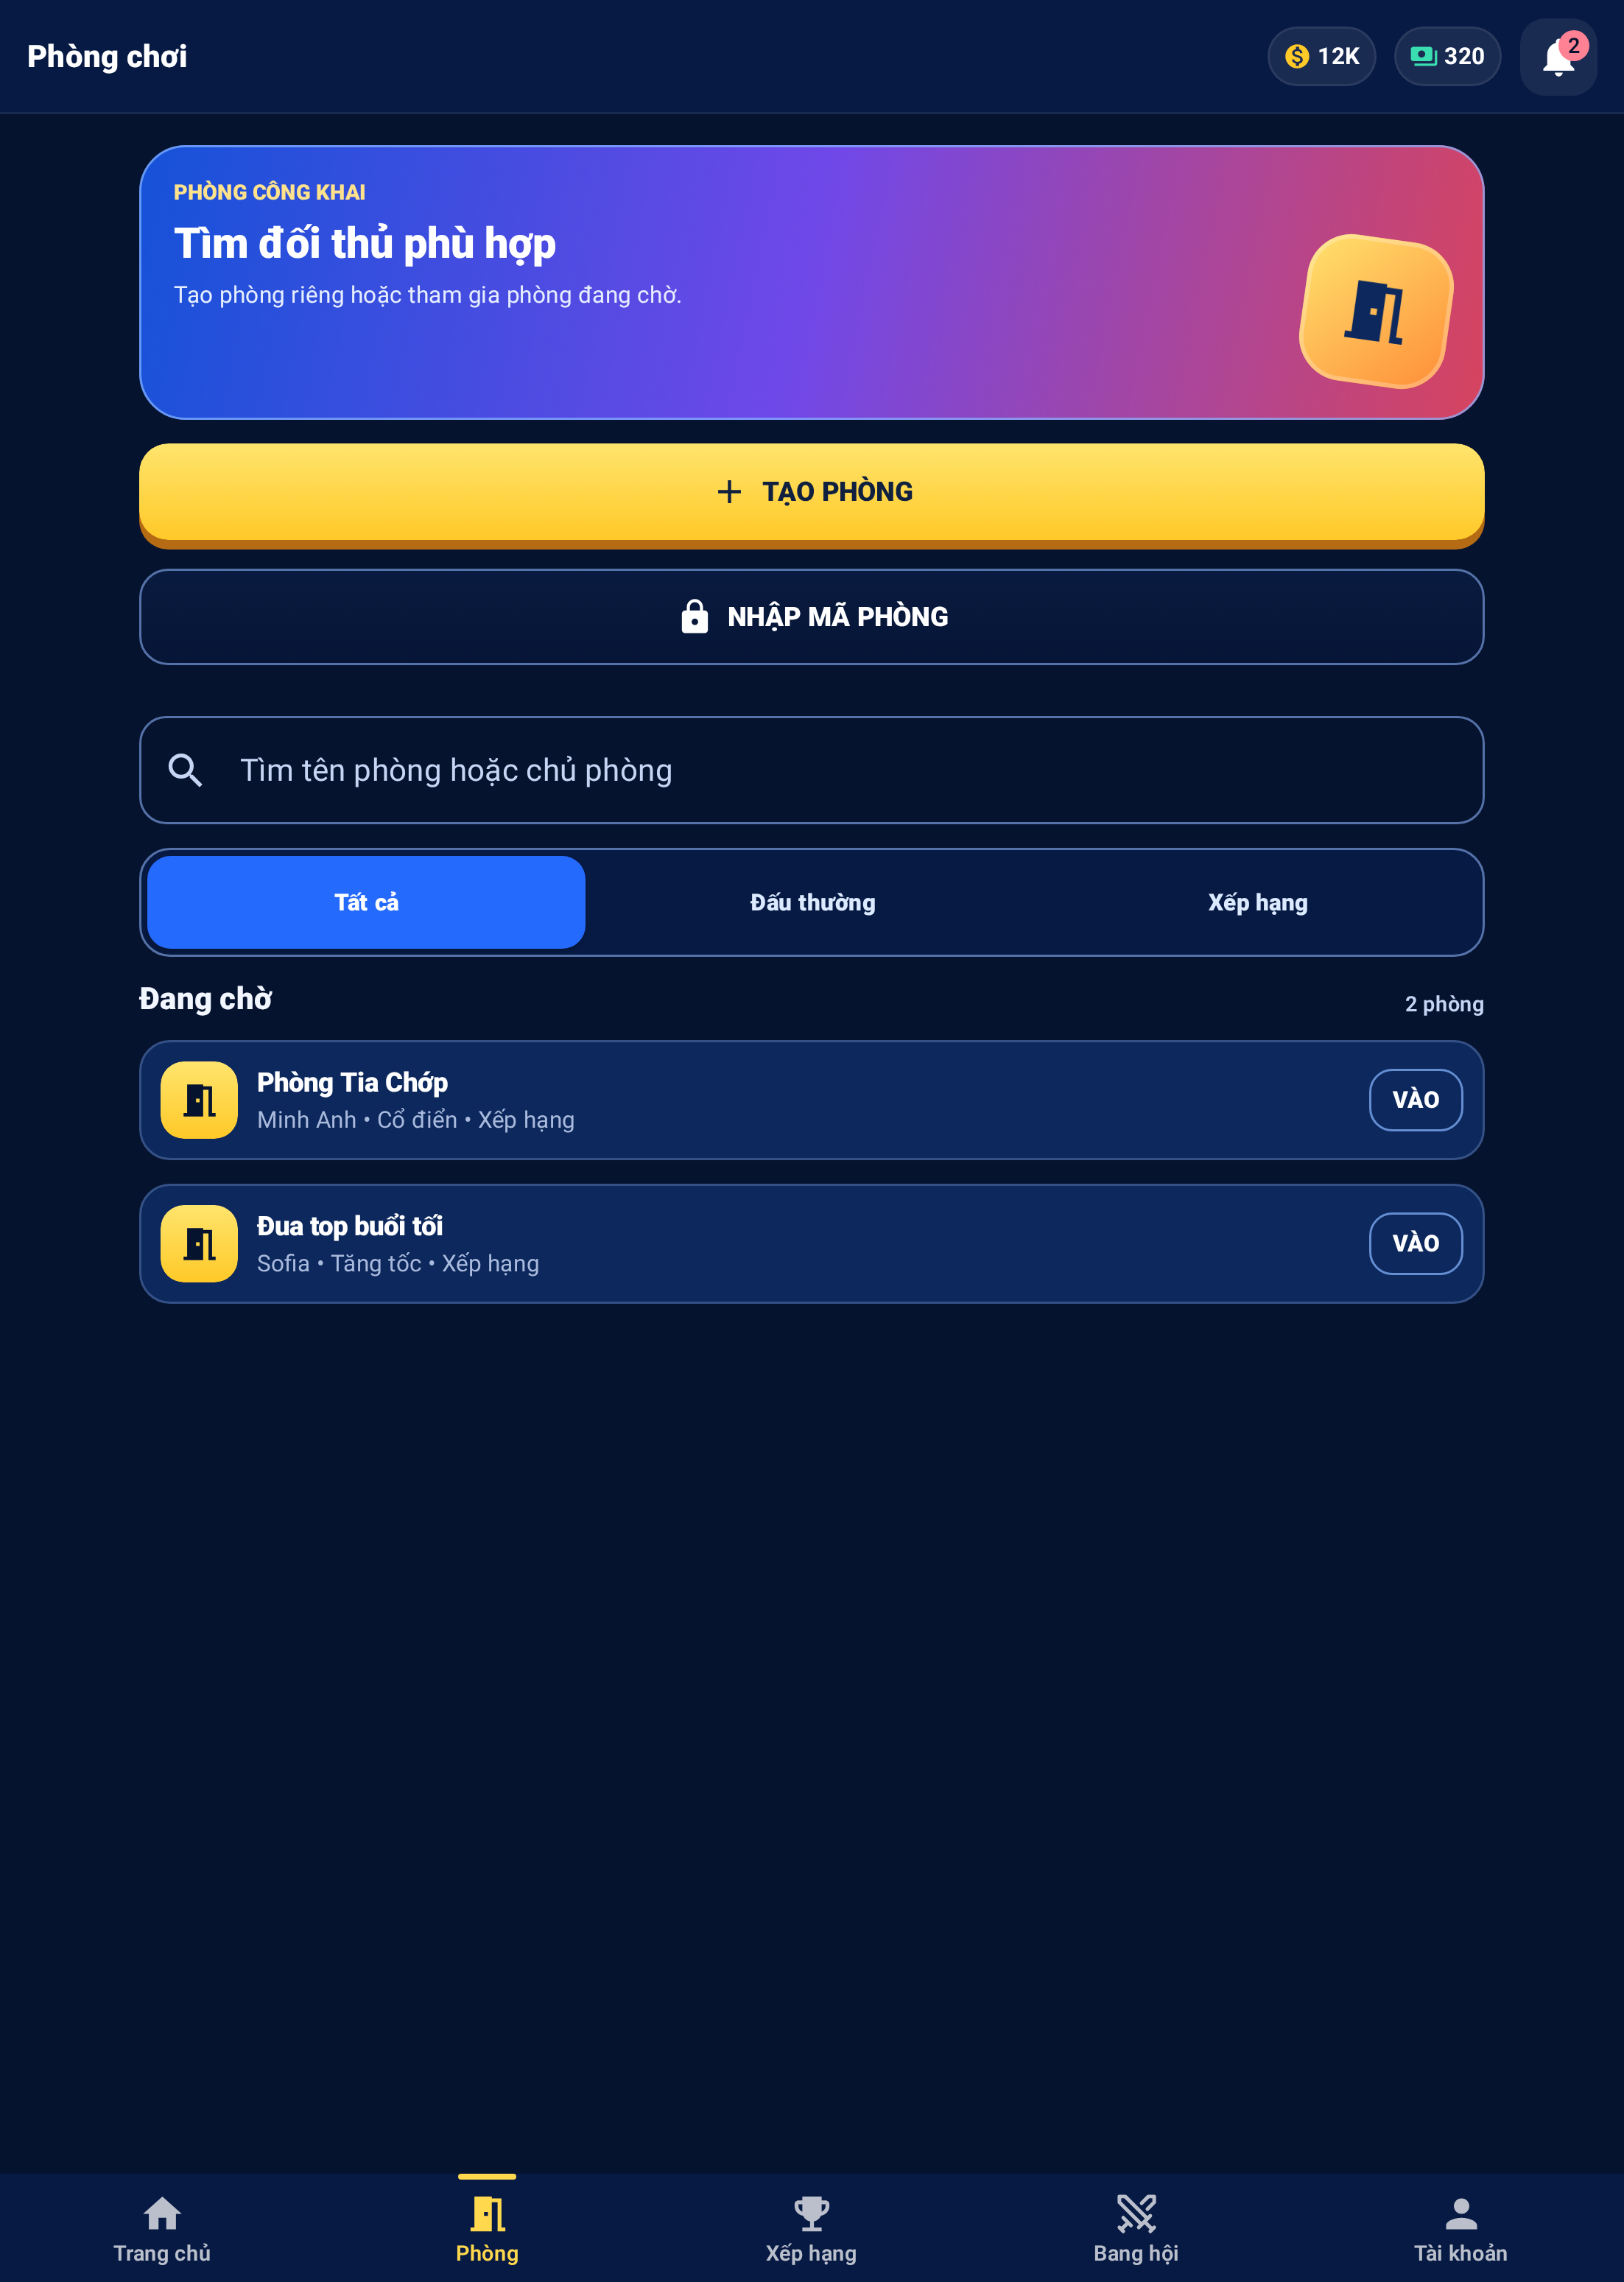 Phòng chơi
12K
320
2
PHÒNG CÔNG KHAI
Tìm đối thủ phù hợp
Tạo phòng riêng hoặc tham gia phòng đang chờ.
TẠO PHÒNG
NHẬP MÃ PHÒNG
Tìm tên phòng hoặc chủ phòng
Tất cả
Đấu thường
Xếp hạng
Đang chờ
2 phòng
Phòng Tia Chớp
Minh Anh • Cổ điển • Xếp hạng
VÀO
Đua top buổi tối
Sofia • Tăng tốc • Xếp hạng
VÀO
Trang chủ
Phòng
Xếp hạng
Bang hội
Tài khoản